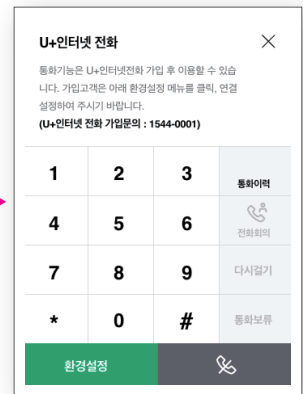 U+인터넷 전화
통화기능은 U+인터넷전화 가입 후 이용할 수 있습
니다. 가입고객은 아래 환경설정 메뉴를 클릭, 연결
설정하여 주시기 바랍니다.
(U+인터넷 전화 가입문의 : 1544-0001)
1 2 3 통화이력
4 5 6 전화회의
7 8 9 다시걸기
* 0 # 통화보류
환경설정